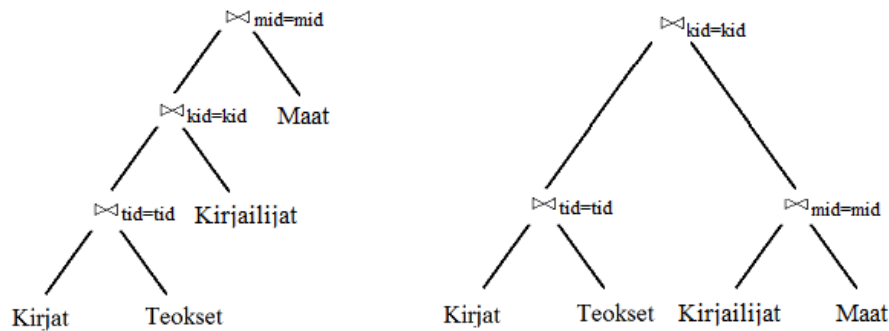 ⋈mid=mid
⋈kid=kid
⋈kid=kid Maat
⋈tid=tid Kirjailijat ⋈tid=tid ⋈mid=mid
Kirjat Teokset Kirjat Teokset Kirjailijat Maat